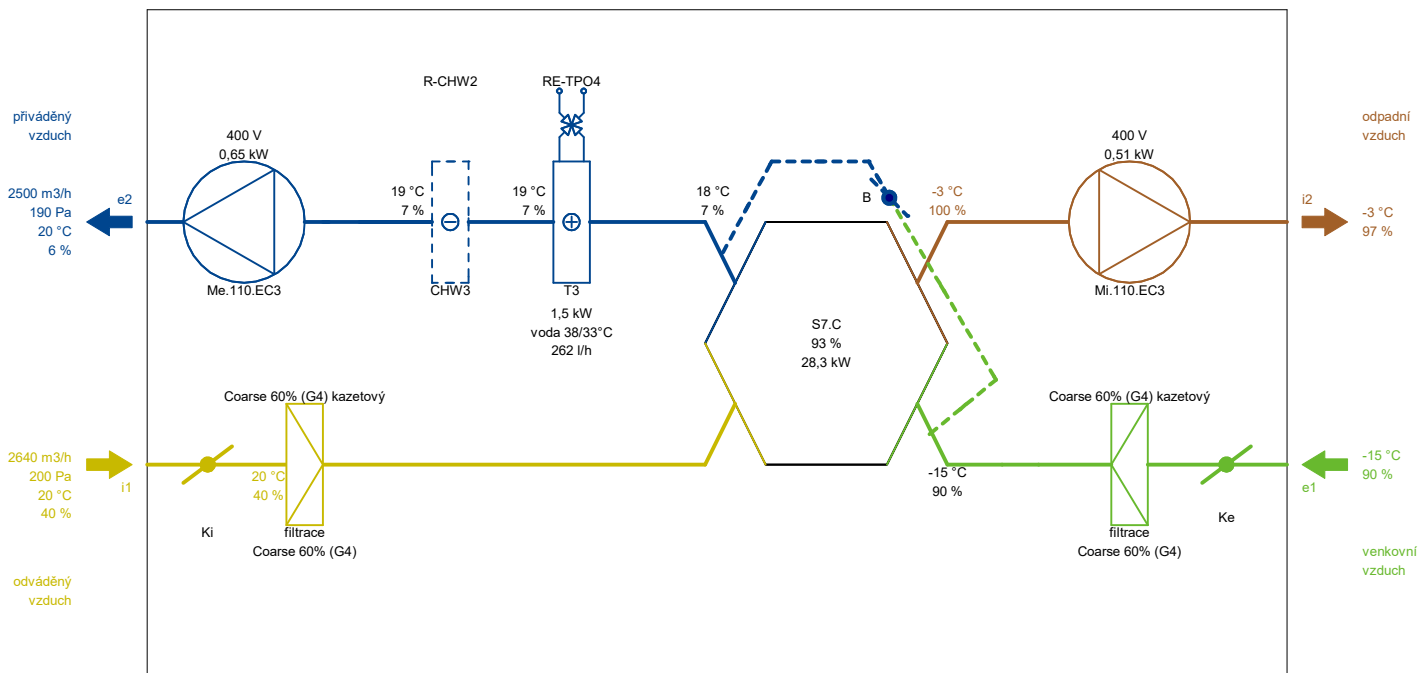 R-CHW2
RE-TPO4
přiváděný
vzduch
400 V
0,65 kW
400 V
0,51 kW
odpadní
vzduch
2500 m3/h
190 Pa
20 °C
6 %
e2
19 °C
7 %
19 °C
7 %
18 °C
7 %
B
-3 °C
100 %
i2
-3 °C
97 %
Me.110.EC3
CHW3
T3
Mi.110.EC3
1,5 kW
voda 38/33°C
262 l/h
S7.C
93 %
28,3 kW
Coarse 60% (G4) kazetový
Coarse 60% (G4) kazetový
2640 m3/h
200 Pa
20 °C
40 %
i1
20 °C
40 %
-15 °C
90 %
-15 °C
90 %
e1
Ki
filtrace
Coarse 60% (G4)
filtrace
Coarse 60% (G4)
Ke
odváděný
vzduch
venkovní
vzduch